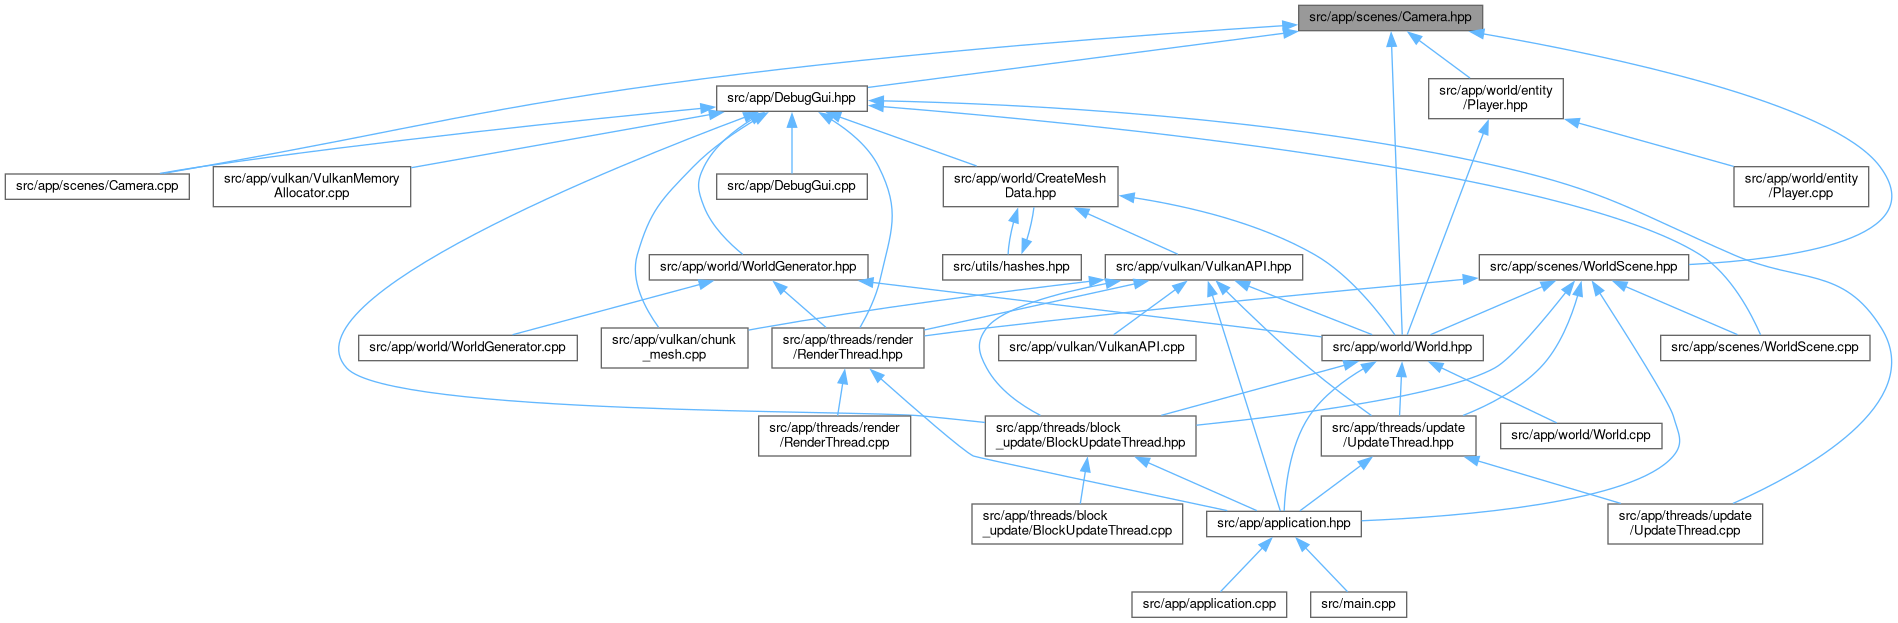 src/app/scenes/Camera.hpp
src/app/DebugGui.hpp
src/app/world/entity
/Player.hpp
src/app/scenes/Camera.cpp
src/app/vulkan/VulkanMemory
Allocator.cpp
src/app/DebugGui.cpp
src/app/world/CreateMesh
Data.hpp
src/app/world/entity
/Player.cpp
src/app/world/WorldGenerator.hpp
src/utils/hashes.hpp
src/app/vulkan/VulkanAPI.hpp
src/app/scenes/WorldScene.hpp
src/app/world/WorldGenerator.cpp
src/app/vulkan/chunk
_mesh.cpp
src/app/threads/render
/RenderThread.hpp
src/app/vulkan/VulkanAPI.cpp
src/app/world/World.hpp
src/app/scenes/WorldScene.cpp
src/app/threads/render
/RenderThread.cpp
src/app/threads/block
_update/BlockUpdateThread.hpp
src/app/threads/update
/UpdateThread.hpp
src/app/world/World.cpp
src/app/threads/block
_update/BlockUpdateThread.cpp
src/app/application.hpp
src/app/threads/update
/UpdateThread.cpp
src/app/application.cpp
src/main.cpp